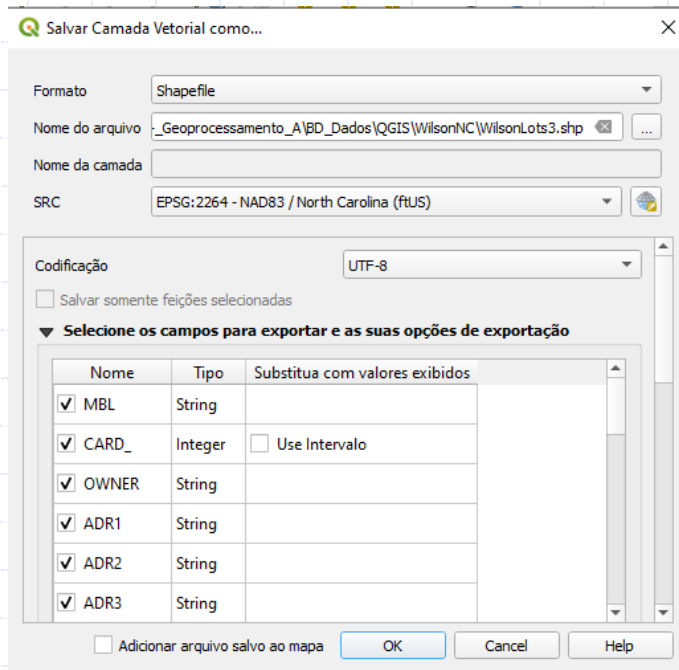 Salvar Camada Vetorial como...
Formato Shapefile
Nome do arquivo -_Geoprocessamento_A\BD_Dados\QGIS\WilsonNC\WilsonLots3.shp ...
Nome da camada
SRC EPSG:2264 - NAD83 / North Carolina (ftUS)
Codificação UTF-8
Salvar somente feições selecionadas
Selecione os campos para exportar e as suas opções de exportação
Nome Tipo Substitua com valores exibidos
MBL String
CARD_ Integer Use Intervalo
OWNER String
ADR1 String
ADR2 String
ADR3 String
Adicionar arquivo salvo ao mapa OK Cancel Help